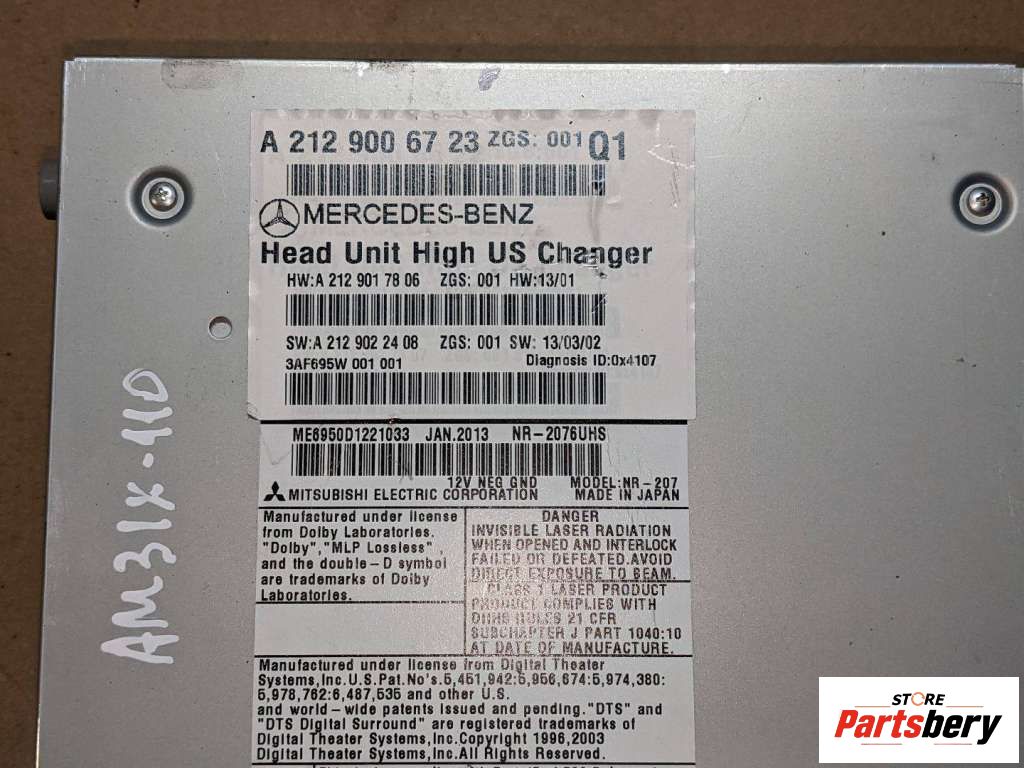 A 212 900 67 23 ZGS: 001 Q1
MERCEDES-BENZ
Head Unit High US Changer
HW:A 212 901 78 06 ZGS: 001 HW:13/01
SW:A 212 902 24 08 ZGS: 001 SW: 13/03/02
3AF695W 001 001 Diagnosis ID:0x4107
ME6950D1221033 JAN.2013 NR-2076UHS
12V NEG GND MODEL:NR-207
MITSUBISHI ELECTRIC CORPORATION MADE IN JAPAN
Manufactured under license
from Dolby Laboratories.
"Dolby","MLP Lossless",
and the double-D symbol
are trademarks of Dolby
Laboratories.
DANGER
INVISIBLE LASER RADIATION
WHEN OPENED AND INTERLOCK
FAILED OR DEFEATED.AVOID
DIRECT EXPOSURE TO BEAM.
CLASS 1 LASER PRODUCT
PRODUCT COMPLIES WITH
DHHS RULES 21 CFR
SUBCHAPTER J PART 1040:10
AT DATE OF MANUFACTURE.
Manufactured under license from Digital Theater
Systems,Inc.U.S.Pat.No's.5,451,942:5,956,674:5,974,380:
5,978,762:6,487,535 and other U.S.
and world-wide patents issued and pending."DTS" and
"DTS Digital Surround" are registered trademarks of
Digital Theater Systems,Inc.Copyright 1996,2003
Digital Theater Systems,Inc.All Rights Reserved.
AM31X-410
STORE
Partsbery